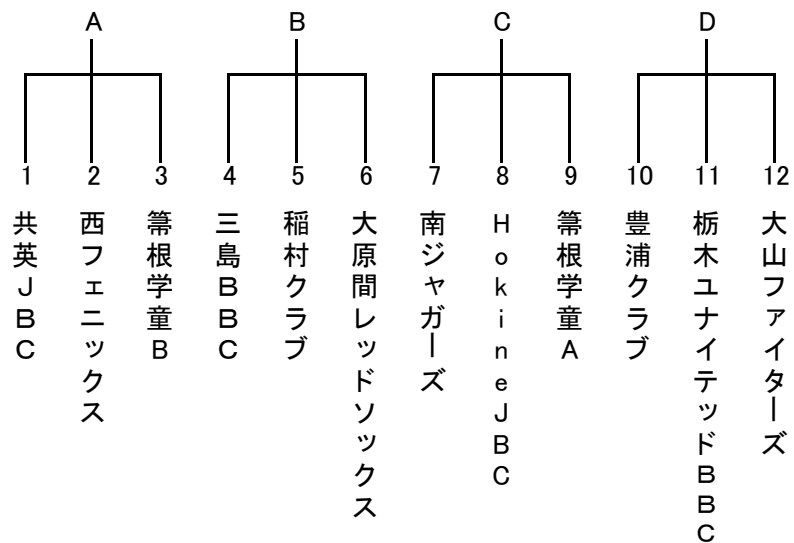 A
B
C
D
1
2
3
4
5
6
7
8
9
10
11
12
共英JBC
西フェニックス
箒根学童B
三島BBC
稲村クラブ
大原間レッドソックス
南ジャガーズ
HokineJBC
箒根学童A
豊浦クラブ
栃木ユナイテッドBBC
大山ファイターズ